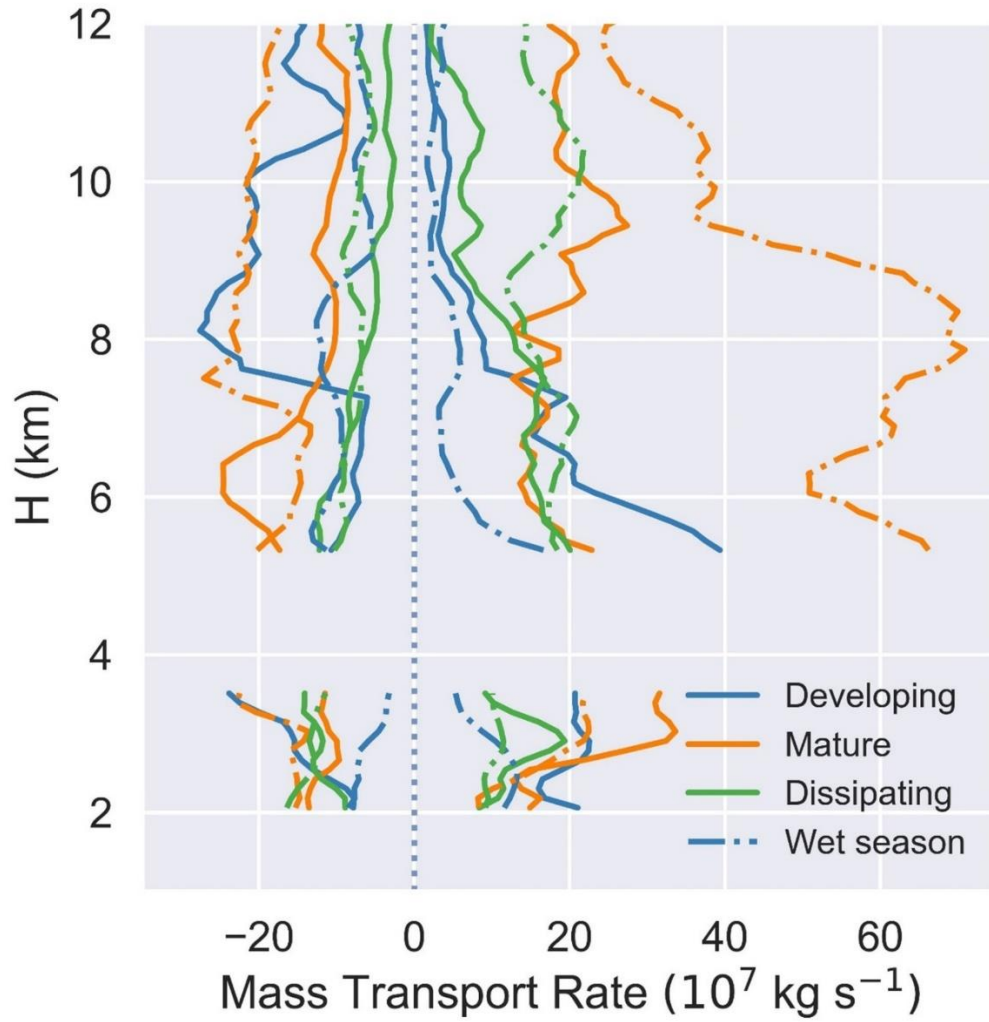 12
10
8
6
4
2
H (km)
Developing
Mature
Dissipating
Wet season
−20 0 20 40 60
Mass Transport Rate (10⁷ kg s⁻¹)